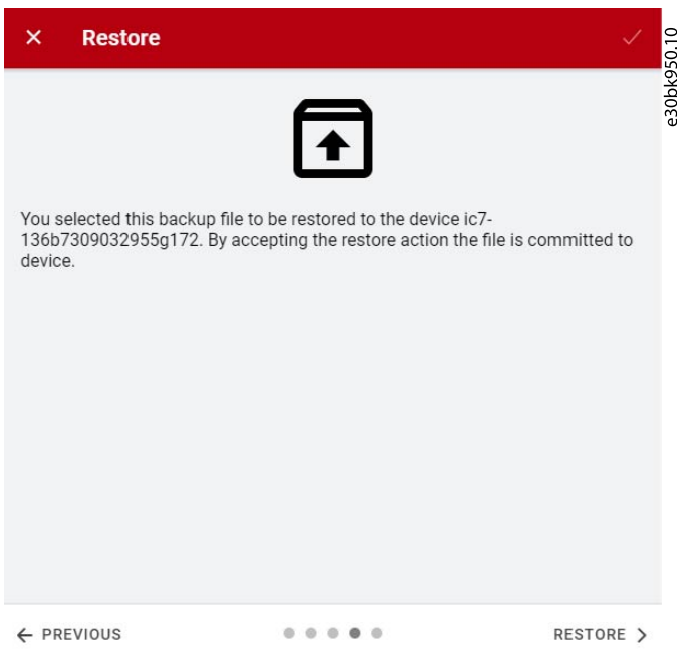 Restore
You selected this backup file to be restored to the device ic7-
136b7309032955g172. By accepting the restore action the file is committed to
device.
PREVIOUS
RESTORE
e30bk950.10